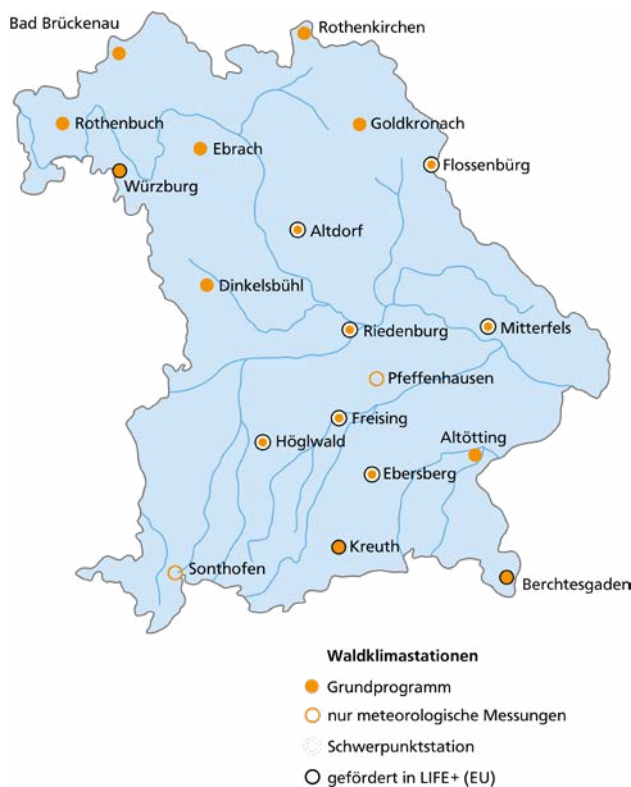 Bad Brückenau
Rothenkirchen
Rothenbuch
Goldkronach
Ebrach
Flossenbürg
Würzburg
Altdorf
Dinkelsbühl
Riedenburg
Mitterfels
Pfeffenhausen
Freising
Altötting
Höglwald
Ebersberg
Kreuth
Sonthofen
Berchtesgaden
Waldklimastationen
Grundprogramm
nur meteorologische Messungen
Schwerpunktstation
gefördert in LIFE+ (EU)